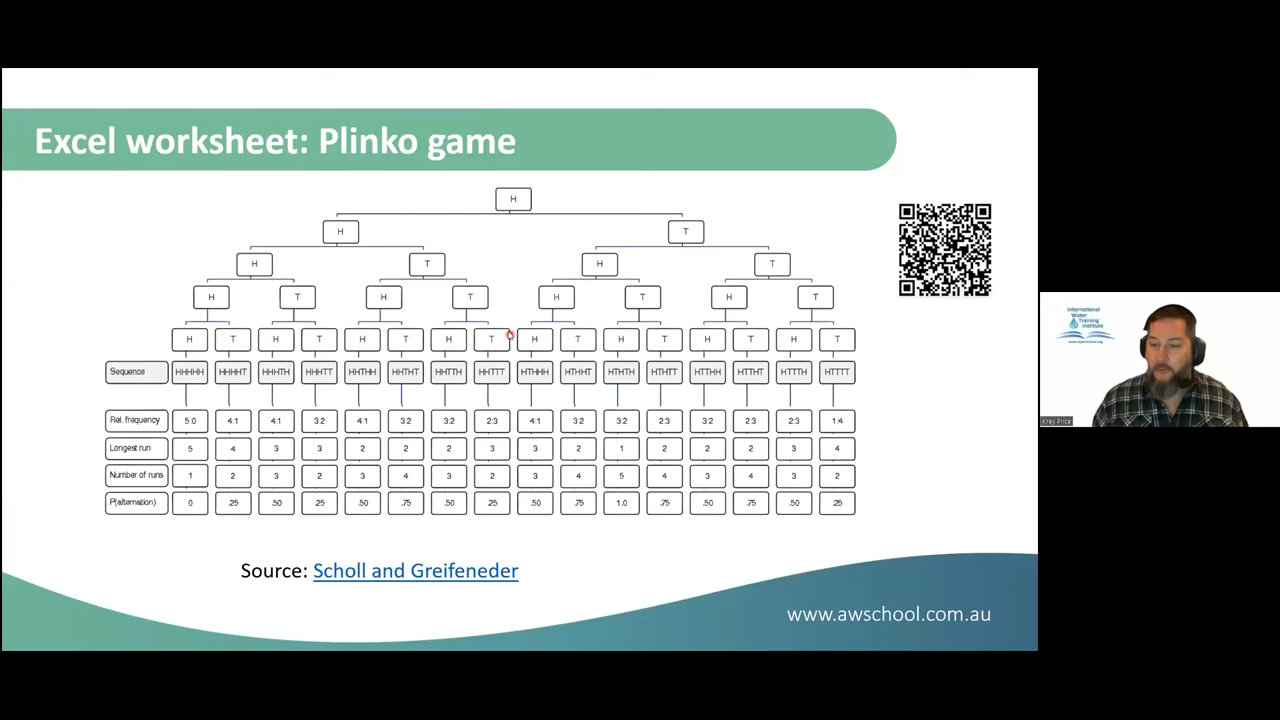 Excel worksheet: Plinko game
H
H T
H T H T
H T H T H T H T
H T H T H T H T H T H T H T H T
Sequence HHHHH HHHHT HHHTH HHHTT HHTHH HHTHT HHTTH HHTTT HTHHH HTHHT HTHTH HTHTT HTTHH HTTHT HTTTH HTTTT
Rel. frequency 5:0 4:1 4:1 3:2 4:1 3:2 3:2 2:3 4:1 3:2 3:2 2:3 3:2 2:3 2:3 1:4
Longest run 5 4 3 3 2 2 2 3 3 2 1 2 2 2 3 4
Number of runs 1 2 3 2 3 4 3 2 3 4 5 4 3 4 3 2
P(alternation) 0 .25 .50 .25 .50 .75 .50 .25 .50 .75 1.0 .75 .50 .75 .50 .25
Source: Scholl and Greifeneder
www.awschool.com.au
International
Water
Training
Institute
Krey Price